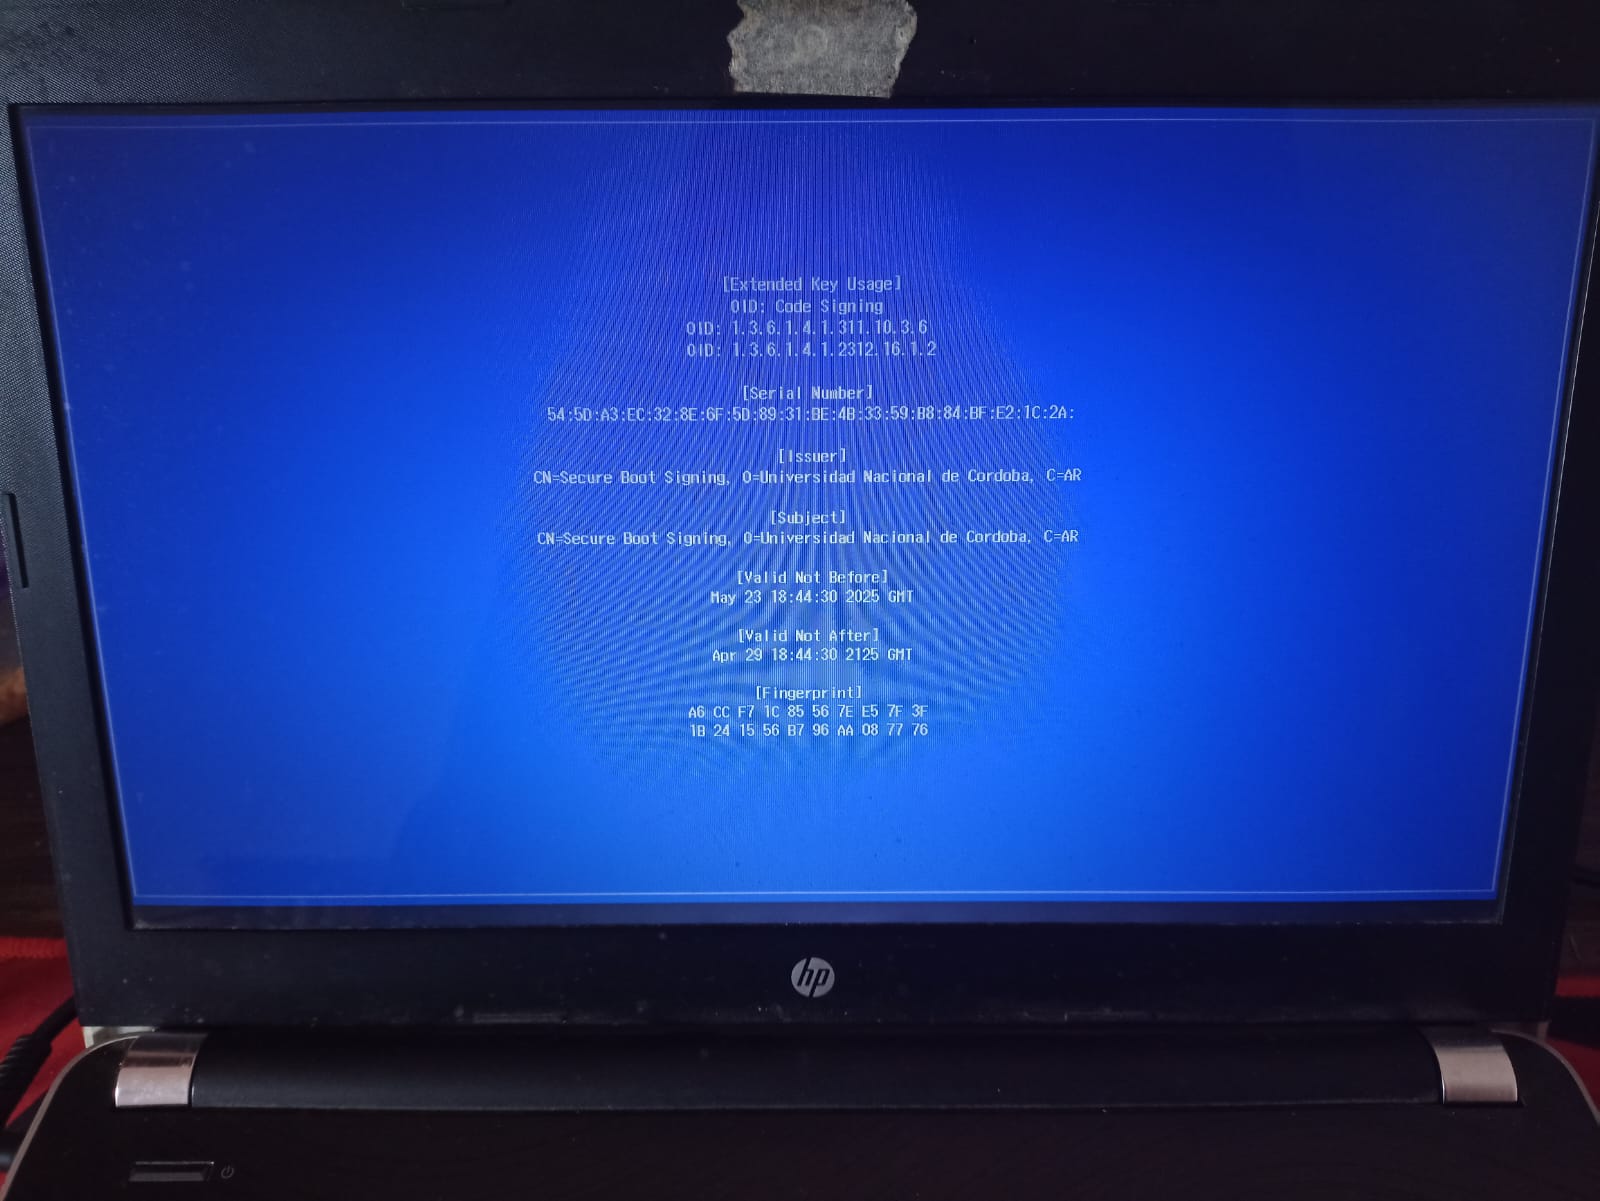 [Extended Key Usage]
OID: Code Signing
OID: 1.3.6.1.4.1.311.10.3.6
OID: 1.3.6.1.4.1.2312.16.1.2
[Serial Number]
54:5D:A3:EC:32:8E:6F:5D:89:31:BE:4B:33:59:B8:84:BF:E2:1C:2A:
[Issuer]
CN=Secure Boot Signing, O=Universidad Nacional de Cordoba, C=AR
[Subject]
CN=Secure Boot Signing, O=Universidad Nacional de Cordoba, C=AR
[Valid Not Before]
May 23 18:44:30 2025 GMT
[Valid Not After]
Apr 29 18:44:30 2125 GMT
[Fingerprint]
A6 CC F7 1C 85 56 7E E5 7F 3F
1B 24 15 56 B7 96 AA 08 77 76
hp